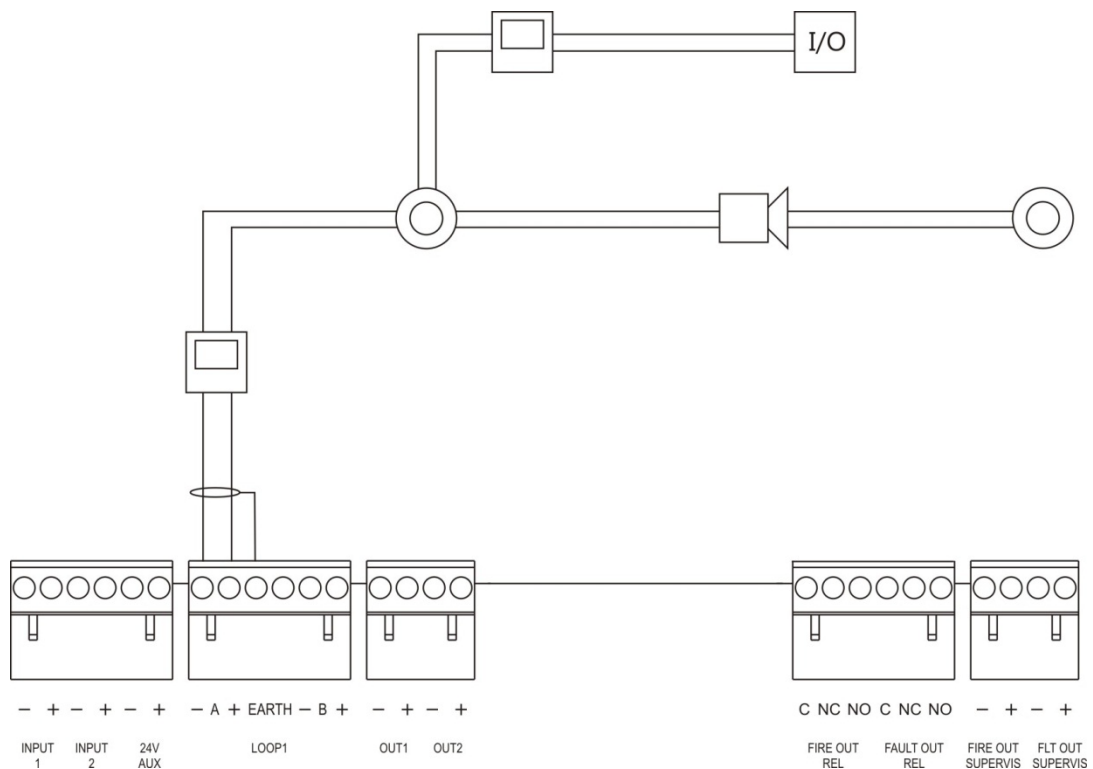 I/O
− + − + − + − A + EARTH − B + − + − + C NC NO C NC NO − + − +
INPUT INPUT 24V LOOP1 OUT1 OUT2 FIRE OUT FAULT OUT FIRE OUT FLT OUT
1 2 AUX REL REL SUPERVIS SUPERVIS